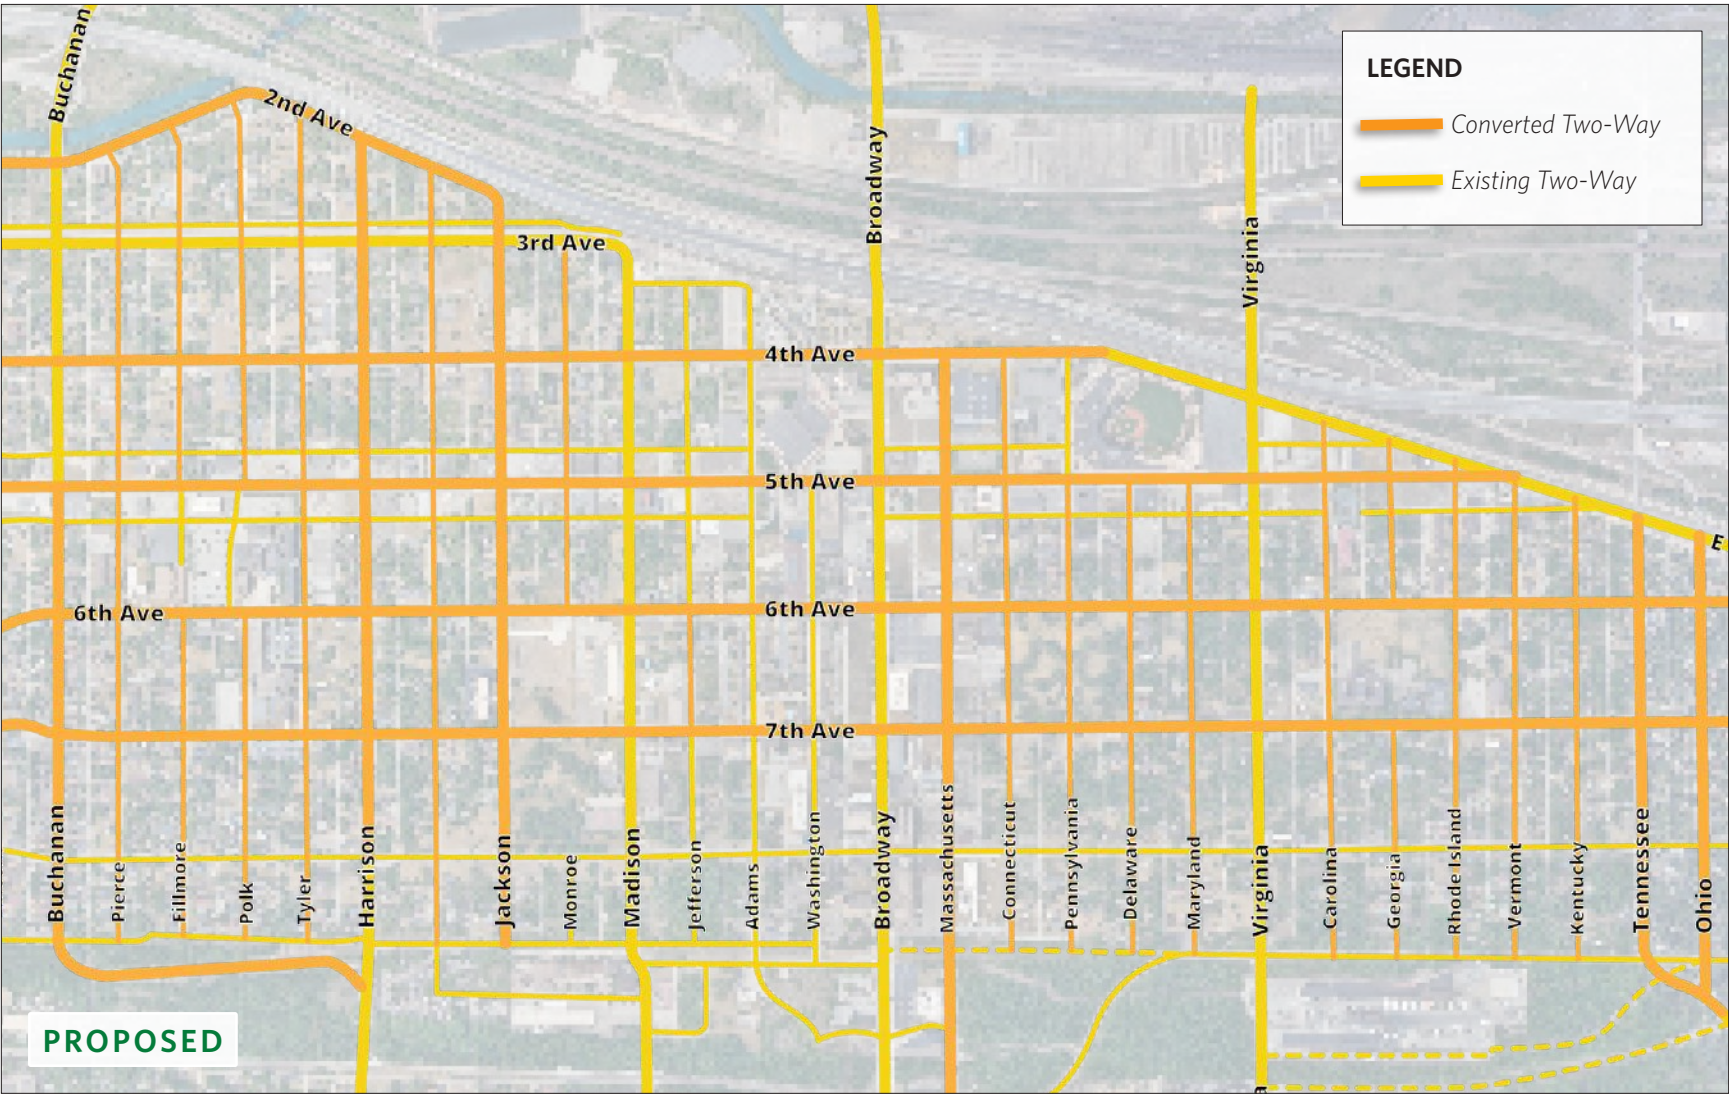 Buchanan
2nd Ave
Broadway
LEGEND
Converted Two-Way
Existing Two-Way
Virginia
3rd Ave
4th Ave
5th Ave
E
6th Ave
6th Ave
7th Ave
Buchanan
Pierce
Fillmore
Polk
Tyler
Harrison
Jackson
Monroe
Madison
Jefferson
Adams
Washington
Broadway
Massachusetts
Connecticut
Pennsylvania
Delaware
Maryland
Virginia
Carolina
Georgia
Rhode Island
Vermont
Kentucky
Tennessee
Ohio
PROPOSED
a